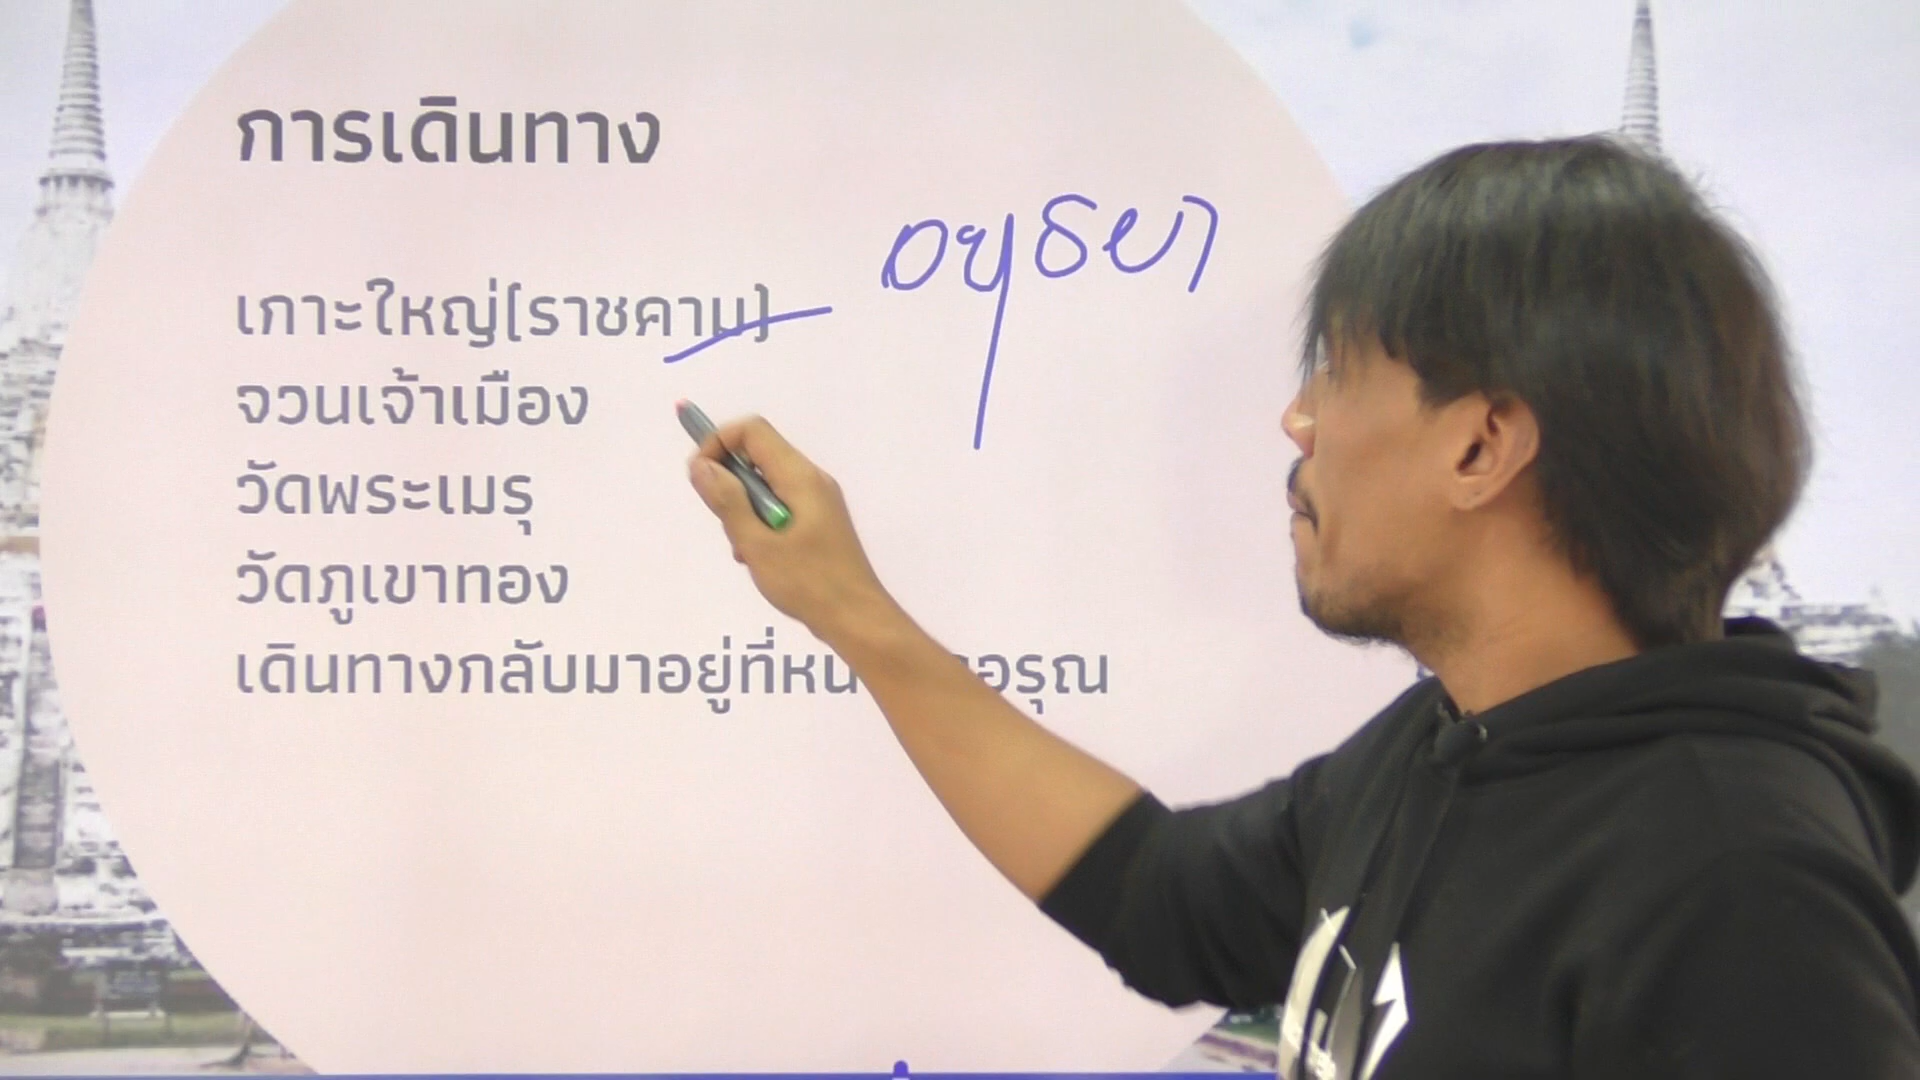 การเดินทาง
อยุธยา
เกาะใหญ่(ราชคาม)
จวนเจ้าเมือง
วัดพระเมรุ
วัดภูเขาทอง
เดินทางกลับมาอยู่ที่หน อรุณ